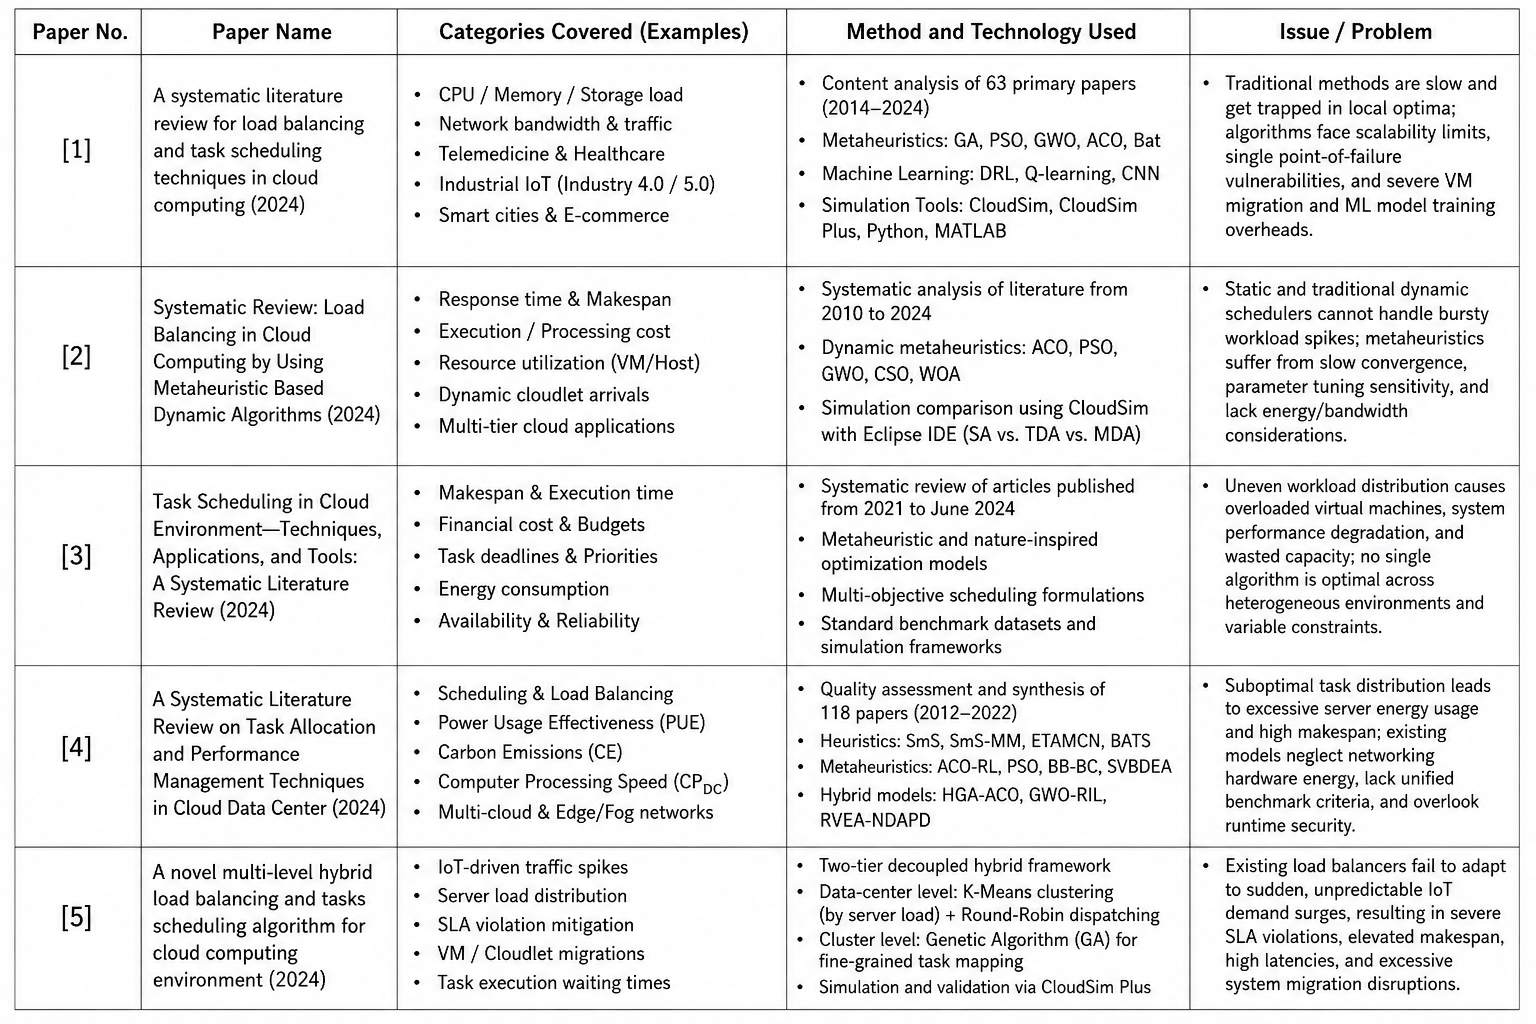 Paper No.
Paper Name
Categories Covered (Examples)
Method and Technology Used
Issue / Problem
[1]
A systematic literature
review for load balancing
and task scheduling
techniques in cloud
computing (2024)
• CPU / Memory / Storage load
• Network bandwidth & traffic
• Telemedicine & Healthcare
• Industrial IoT (Industry 4.0 / 5.0)
• Smart cities & E-commerce
• Content analysis of 63 primary papers
(2014–2024)
• Metaheuristics: GA, PSO, GWO, ACO, Bat
• Machine Learning: DRL, Q-learning, CNN
• Simulation Tools: CloudSim, CloudSim
Plus, Python, MATLAB
• Traditional methods are slow and
get trapped in local optima;
algorithms face scalability limits,
single point-of-failure
vulnerabilities, and severe VM
migration and ML model training
overheads.
[2]
Systematic Review: Load
Balancing in Cloud
Computing by Using
Metaheuristic Based
Dynamic Algorithms (2024)
• Response time & Makespan
• Execution / Processing cost
• Resource utilization (VM/Host)
• Dynamic cloudlet arrivals
• Multi-tier cloud applications
• Systematic analysis of literature from
2010 to 2024
• Dynamic metaheuristics: ACO, PSO,
GWO, CSO, WOA
• Simulation comparison using CloudSim
with Eclipse IDE (SA vs. TDA vs. MDA)
• Static and traditional dynamic
schedulers cannot handle bursty
workload spikes; metaheuristics
suffer from slow convergence,
parameter tuning sensitivity, and
lack energy/bandwidth
considerations.
[3]
Task Scheduling in Cloud
Environment—Techniques,
Applications, and Tools:
A Systematic Literature
Review (2024)
• Makespan & Execution time
• Financial cost & Budgets
• Task deadlines & Priorities
• Energy consumption
• Availability & Reliability
• Systematic review of articles published
from 2021 to June 2024
• Metaheuristic and nature-inspired
optimization models
• Multi-objective scheduling formulations
• Standard benchmark datasets and
simulation frameworks
• Uneven workload distribution causes
overloaded virtual machines, system
performance degradation, and
wasted capacity; no single
algorithm is optimal across
heterogeneous environments and
variable constraints.
[4]
A Systematic Literature
Review on Task Allocation
and Performance
Management Techniques
in Cloud Data Center (2024)
• Scheduling & Load Balancing
• Power Usage Effectiveness (PUE)
• Carbon Emissions (CE)
• Computer Processing Speed (CP_DC)
• Multi-cloud & Edge/Fog networks
• Quality assessment and synthesis of
118 papers (2012–2022)
• Heuristics: SmS, SmS-MM, ETAMCN, BATS
• Metaheuristics: ACO-RL, PSO, BB-BC, SVBDEA
• Hybrid models: HGA-ACO, GWO-RIL,
RVEA-NDAPD
• Suboptimal task distribution leads
to excessive server energy usage
and high makespan; existing
models neglect networking
hardware energy, lack unified
benchmark criteria, and overlook
runtime security.
[5]
A novel multi-level hybrid
load balancing and tasks
scheduling algorithm for
cloud computing
environment (2024)
• IoT-driven traffic spikes
• Server load distribution
• SLA violation mitigation
• VM / Cloudlet migrations
• Task execution waiting times
• Two-tier decoupled hybrid framework
• Data-center level: K-Means clustering
(by server load) + Round-Robin dispatching
• Cluster level: Genetic Algorithm (GA) for
fine-grained task mapping
• Simulation and validation via CloudSim Plus
• Existing load balancers fail to adapt
to sudden, unpredictable IoT
demand surges, resulting in severe
SLA violations, elevated makespan,
high latencies, and excessive
system migration disruptions.